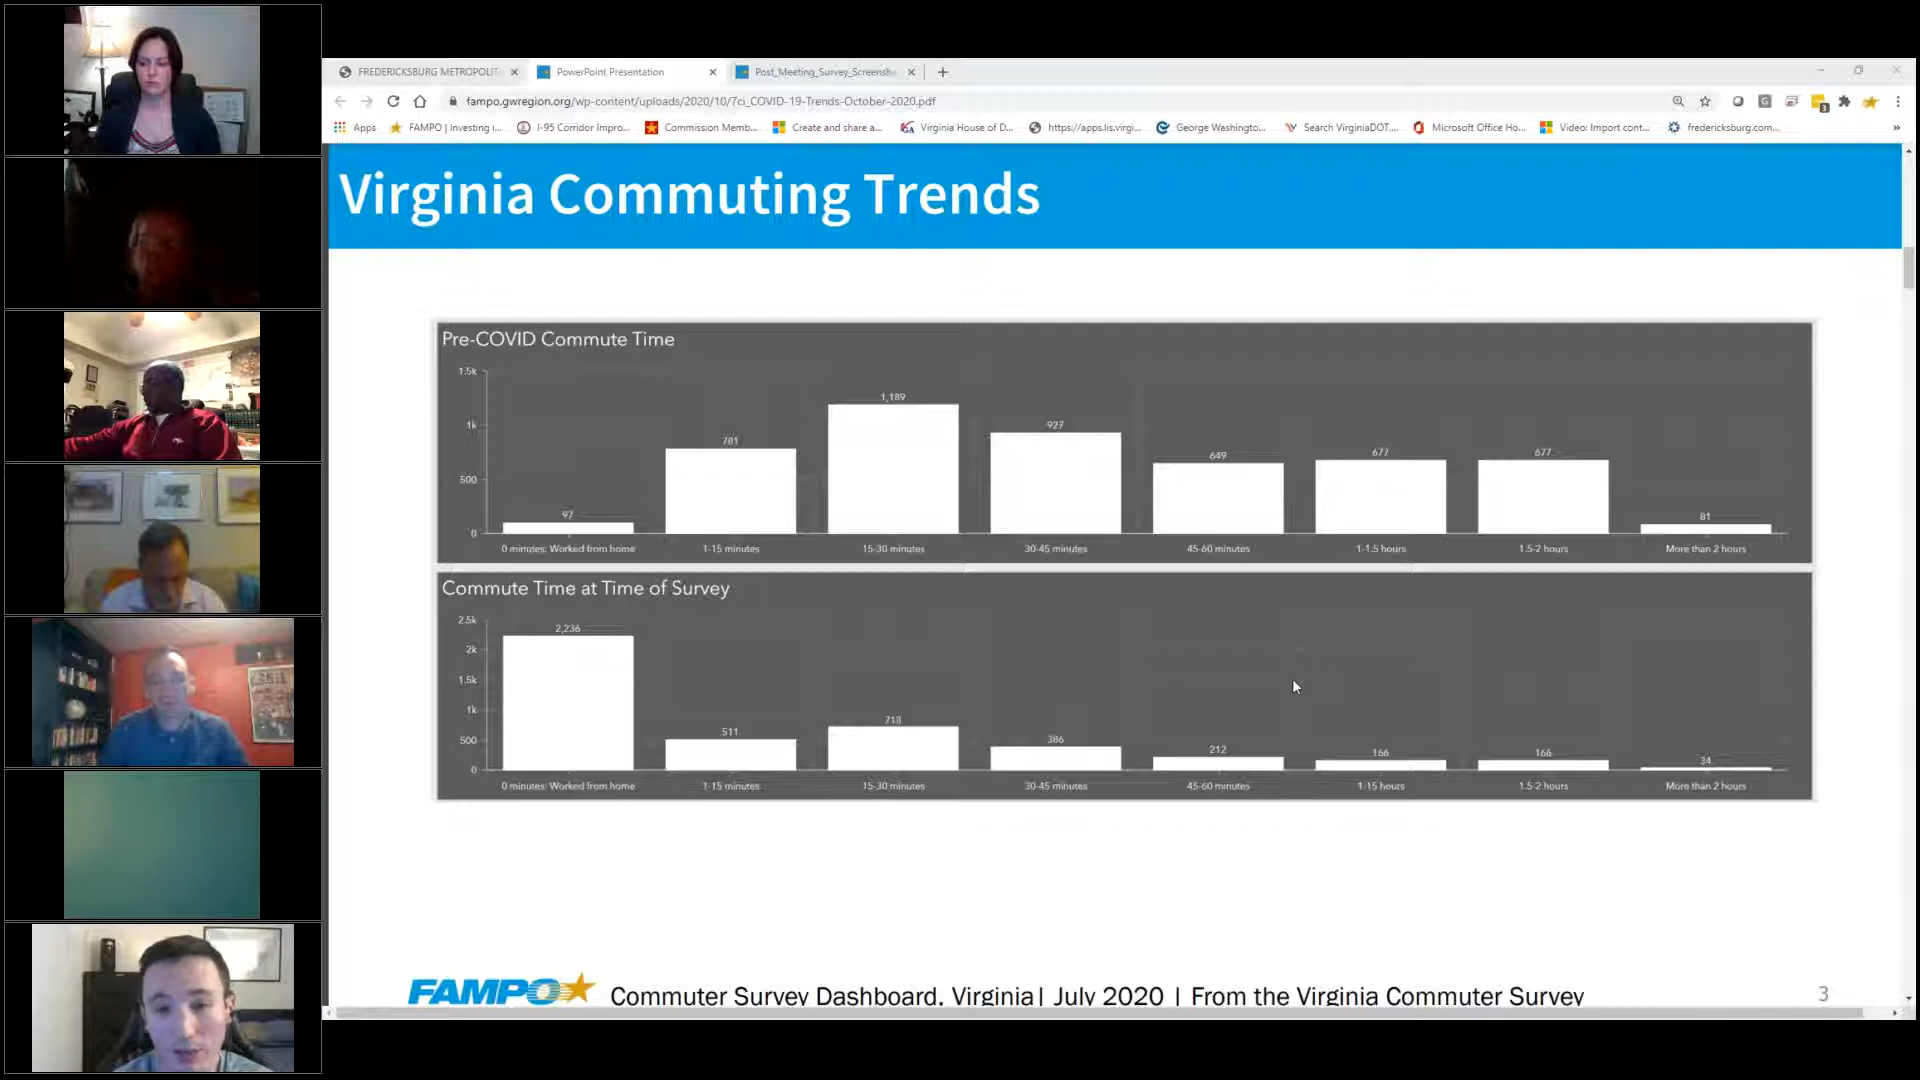 FREDERICKSBURG METROPOLIT
PowerPoint Presentation
Post_Meeting_Survey_Screensh
fampo.gwregion.org/wp-content/uploads/2020/10/7ci_COVID-19-Trends-October-2020.pdf
Apps
FAMPO | Investing i...
I-95 Corridor Impro...
Commission Memb...
Create and share a...
Virginia House of D...
https://apps.lis.virgi...
George Washingto...
Search VirginiaDOT....
Microsoft Office Ho...
Video: Import cont...
fredericksburg.com...
»
Virginia Commuting Trends
Pre-COVID Commute Time
1.5k
1k
500
0
97
781
1,189
927
649
677
677
81
0 minutes: Worked from home
1-15 minutes
15-30 minutes
30-45 minutes
45-60 minutes
1-1.5 hours
1.5-2 hours
More than 2 hours
Commute Time at Time of Survey
2.5k
2k
1.5k
1k
500
0
2,236
511
718
386
212
166
166
34
0 minutes: Worked from home
1-15 minutes
15-30 minutes
30-45 minutes
45-60 minutes
1-15 hours
1.5-2 hours
More than 2 hours
FAMPO
Commuter Survey Dashboard, Virginia| July 2020 | From the Virginia Commuter Survey
3